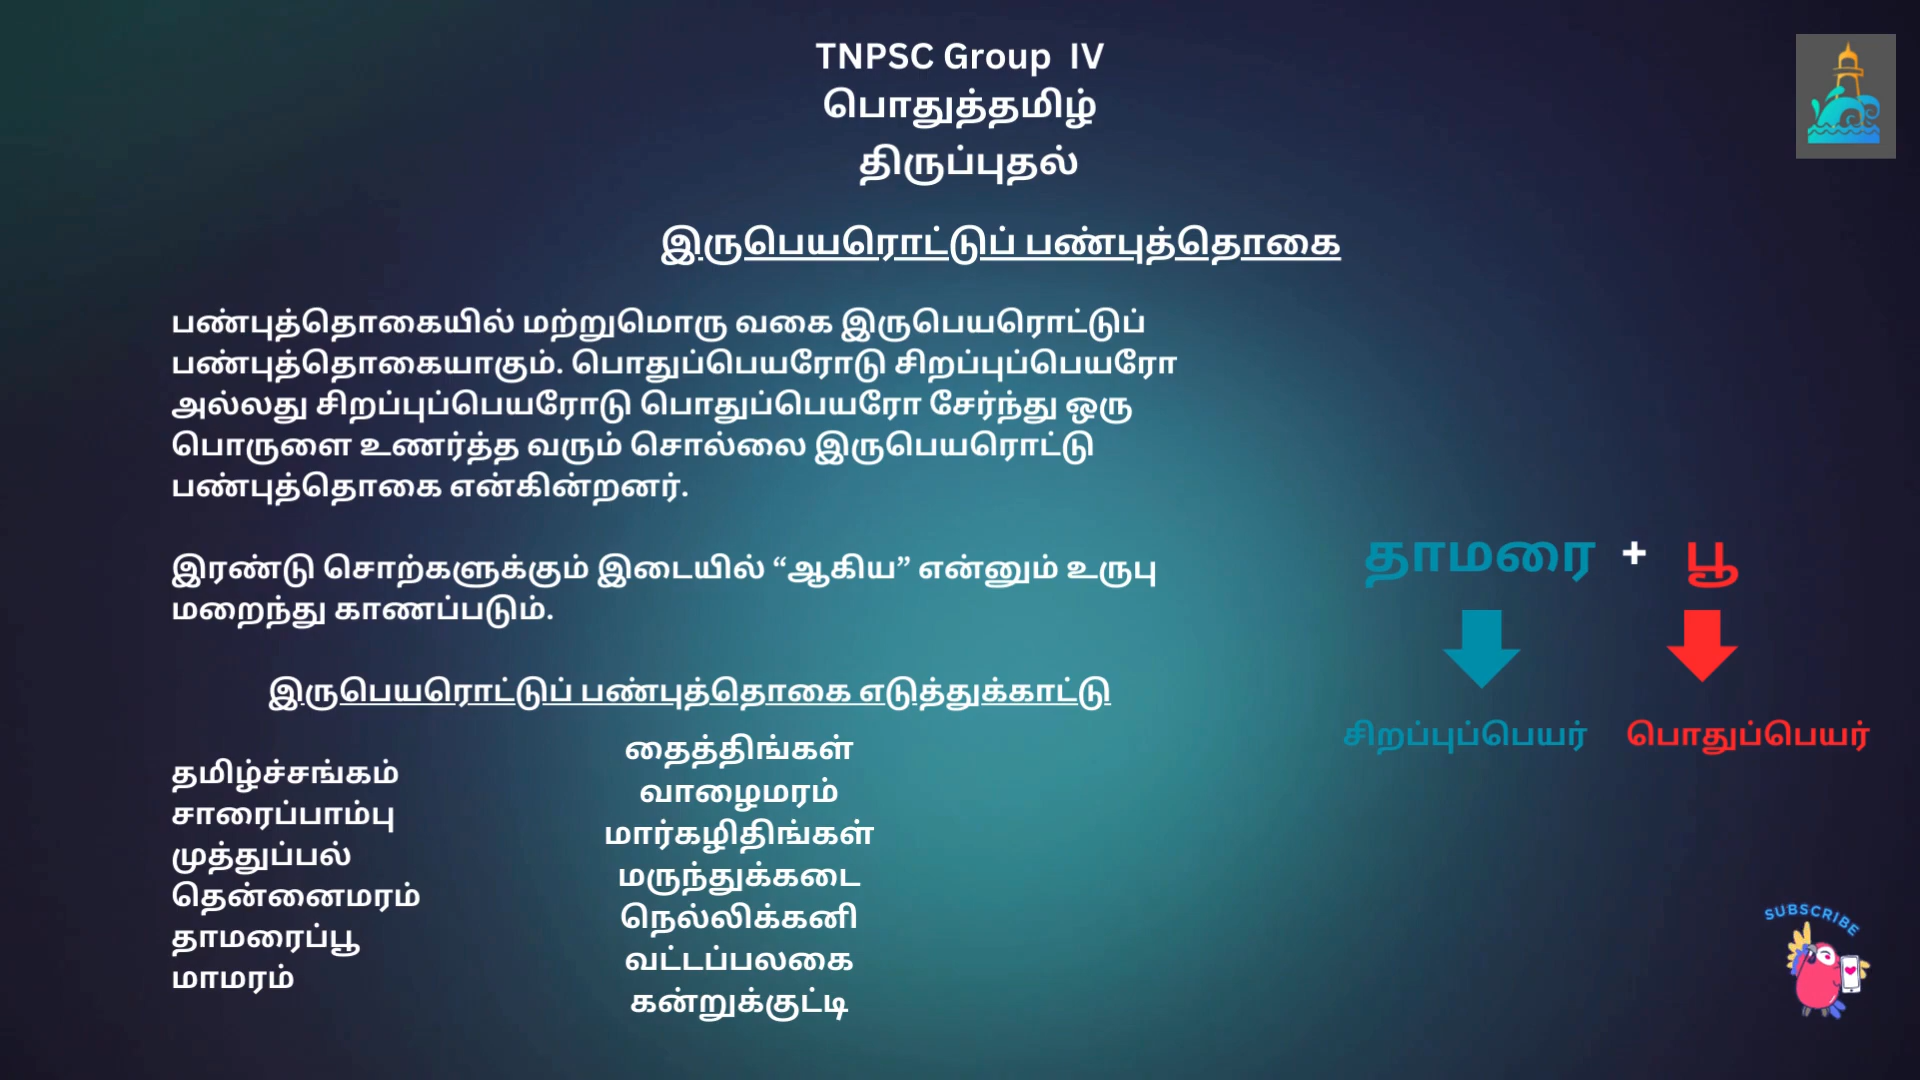 TNPSC Group IV
பொதுத்தமிழ்
திருப்புதல்
இருபெயரொட்டுப் பண்புத்தொகை
பண்புத்தொகையில் மற்றுமொரு வகை இருபெயரொட்டுப்
பண்புத்தொகையாகும். பொதுப்பெயரோடு சிறப்புப்பெயரோ
அல்லது சிறப்புப்பெயரோடு பொதுப்பெயரோ சேர்ந்து ஒரு
பொருளை உணர்த்த வரும் சொல்லை இருபெயரொட்டு
பண்புத்தொகை என்கின்றனர்.
இரண்டு சொற்களுக்கும் இடையில் “ஆகிய” என்னும் உருபு
மறைந்து காணப்படும்.
இருபெயரொட்டுப் பண்புத்தொகை எடுத்துக்காட்டு
தமிழ்ச்சங்கம்
சாரைப்பாம்பு
முத்துப்பல்
தென்னைமரம்
தாமரைப்பூ
மாமரம்
தைத்திங்கள்
வாழைமரம்
மார்கழிதிங்கள்
மருந்துக்கடை
நெல்லிக்கனி
வட்டப்பலகை
கன்றுக்குட்டி
தாமரை + பூ
சிறப்புப்பெயர் பொதுப்பெயர்
SUBSCRIBE